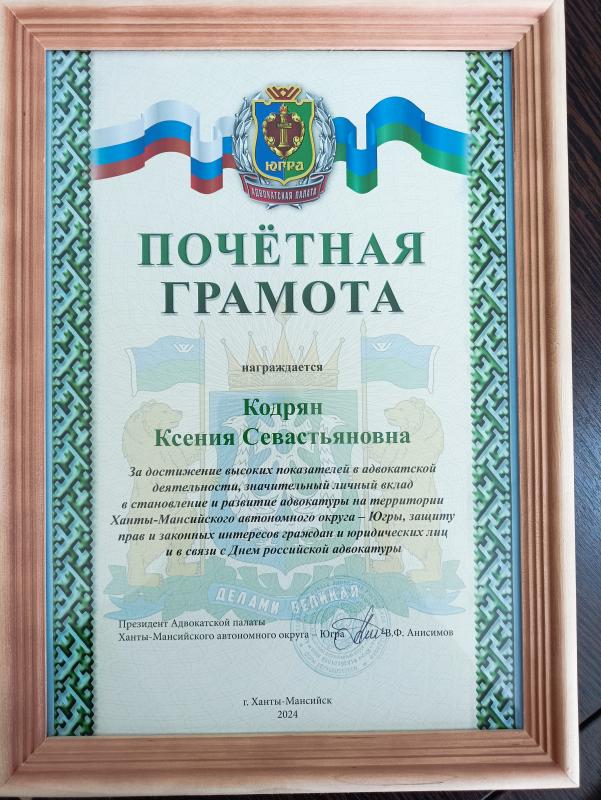 ЮГРА
АДВОКАТСКАЯ ПАЛАТА
ПОЧЁТНАЯ
ГРАМОТА
награждается
Кодрян
Ксения Севастьяновна
За достижение высоких показателей в адвокатской
деятельности, значительный личный вклад
в становление и развитие адвокатуры на территории
Ханты-Мансийского автономного округа – Югры, защиту
прав и законных интересов граждан и юридических лиц
и в связи с Днем российской адвокатуры
ДЕЛАМИ ВЕЛИКАЯ
Президент Адвокатской палаты
Ханты-Мансийского автономного округа – Югра В.Ф. Анисимов
г. Ханты-Мансийск
2024